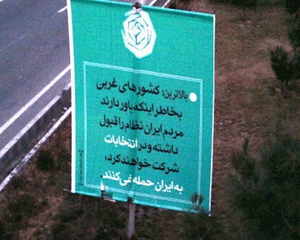 بالاترین: کشورهای غربی
بخاطر اینکه باور دارند
مردم ایران نظام را قبول
داشته و در انتخابات
شرکت خواهند کرد،
به ایران حمله نمی‌کنند.